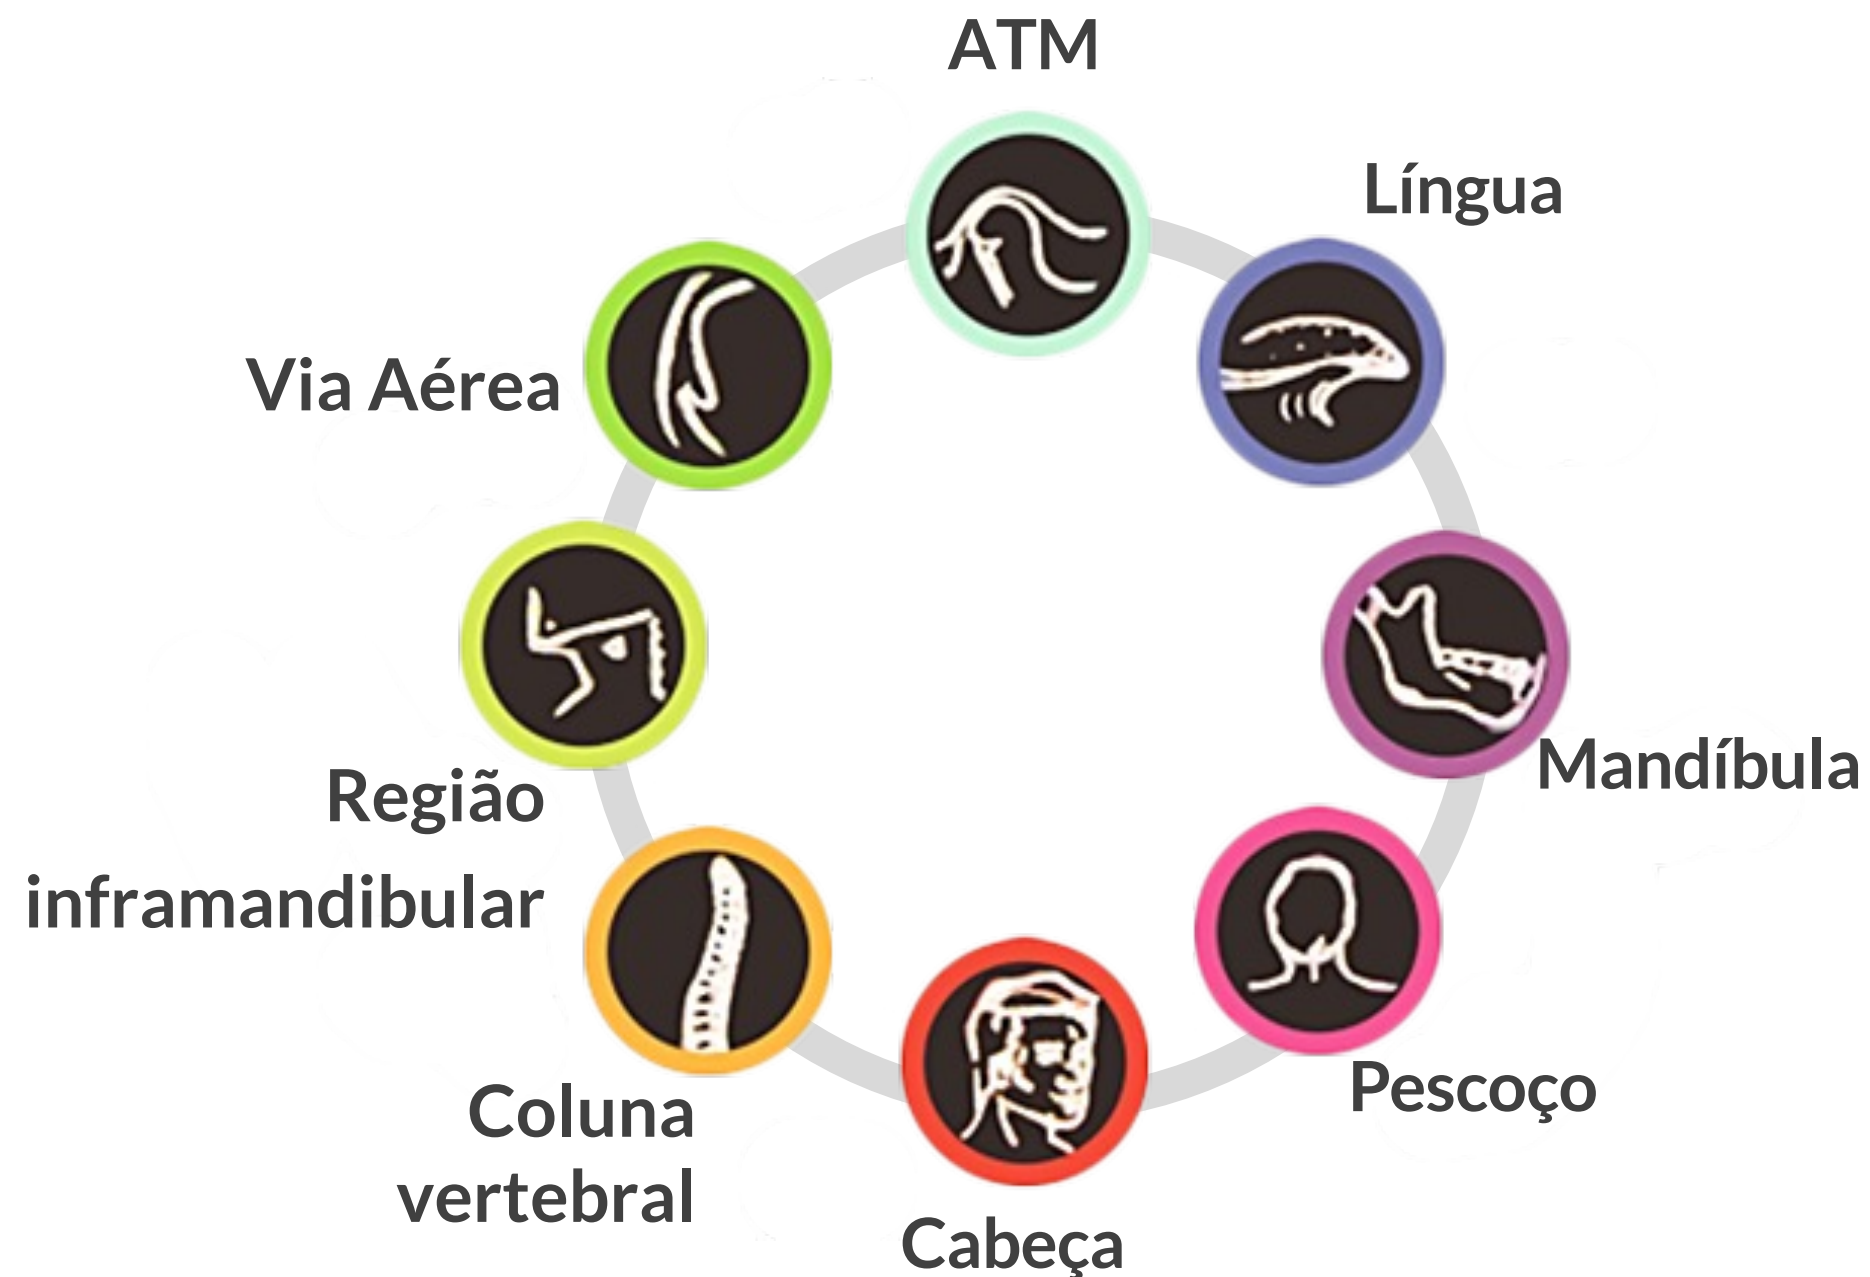 ATM
Língua
Via Aérea
Mandíbula
Região
inframandibular
Pescoço
Coluna
vertebral
Cabeça